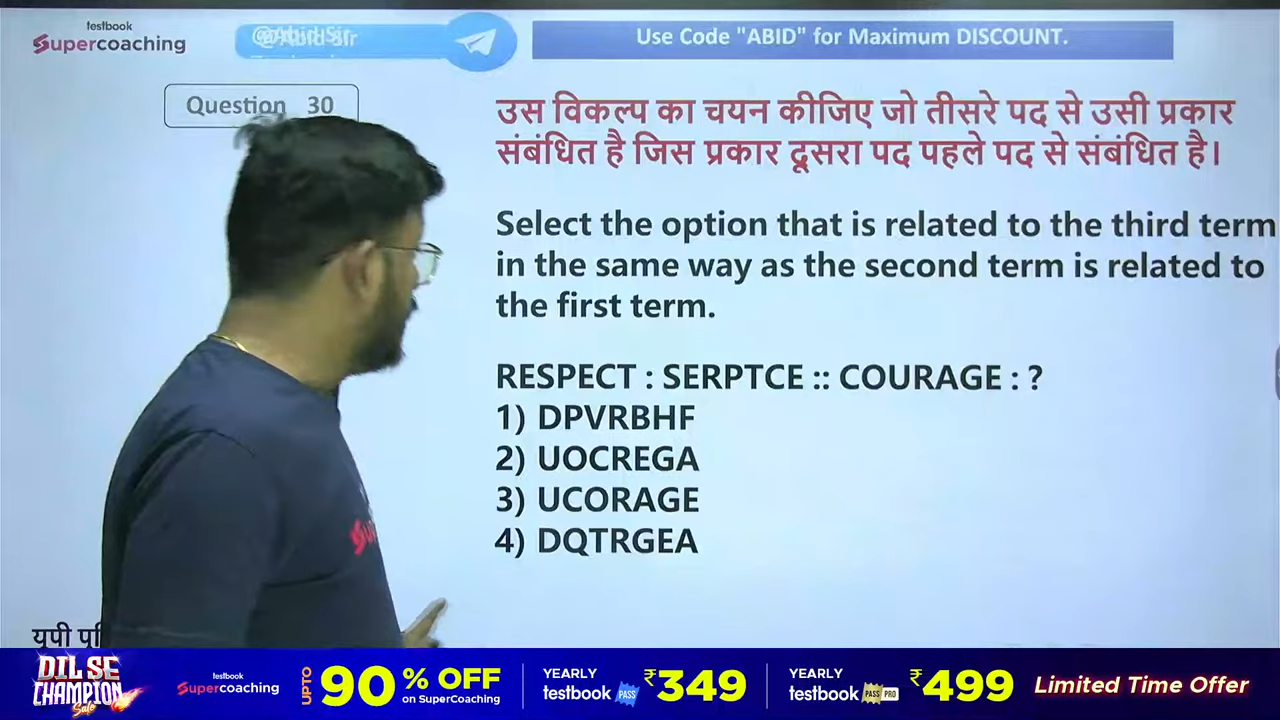 testbook
Supercoaching
@Abid Sir
Use Code "ABID" for Maximum DISCOUNT.
Question 30
उस विकल्प का चयन कीजिए जो तीसरे पद से उसी प्रकार
संबंधित है जिस प्रकार दूसरा पद पहले पद से संबंधित है।
Select the option that is related to the third term
in the same way as the second term is related to
the first term.
RESPECT : SERPTCE :: COURAGE : ?
1) DPVRBHF
2) UOCREGA
3) UCORAGE
4) DQTRGEA
यूपी
DIL SE
CHAMPION
Sale
testbook
Supercoaching
UPTO 90% OFF
on SuperCoaching
YEARLY
testbook PASS
₹349
YEARLY
testbook PASS PRO
₹499
Limited Time Offer